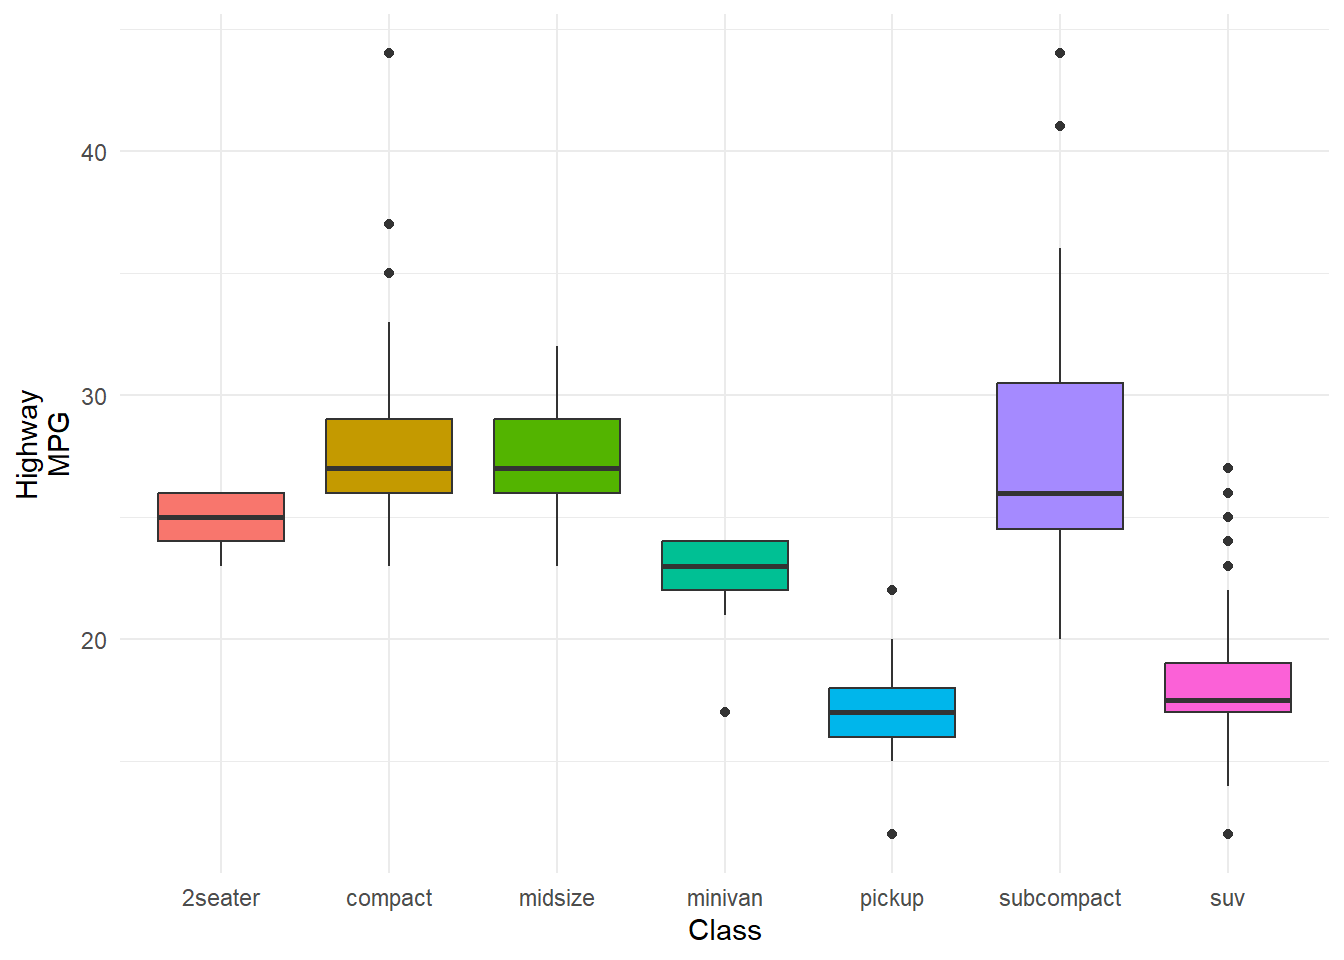 Highway
MPG
40
30
20
2seater
compact
midsize
minivan
pickup
subcompact
suv
Class